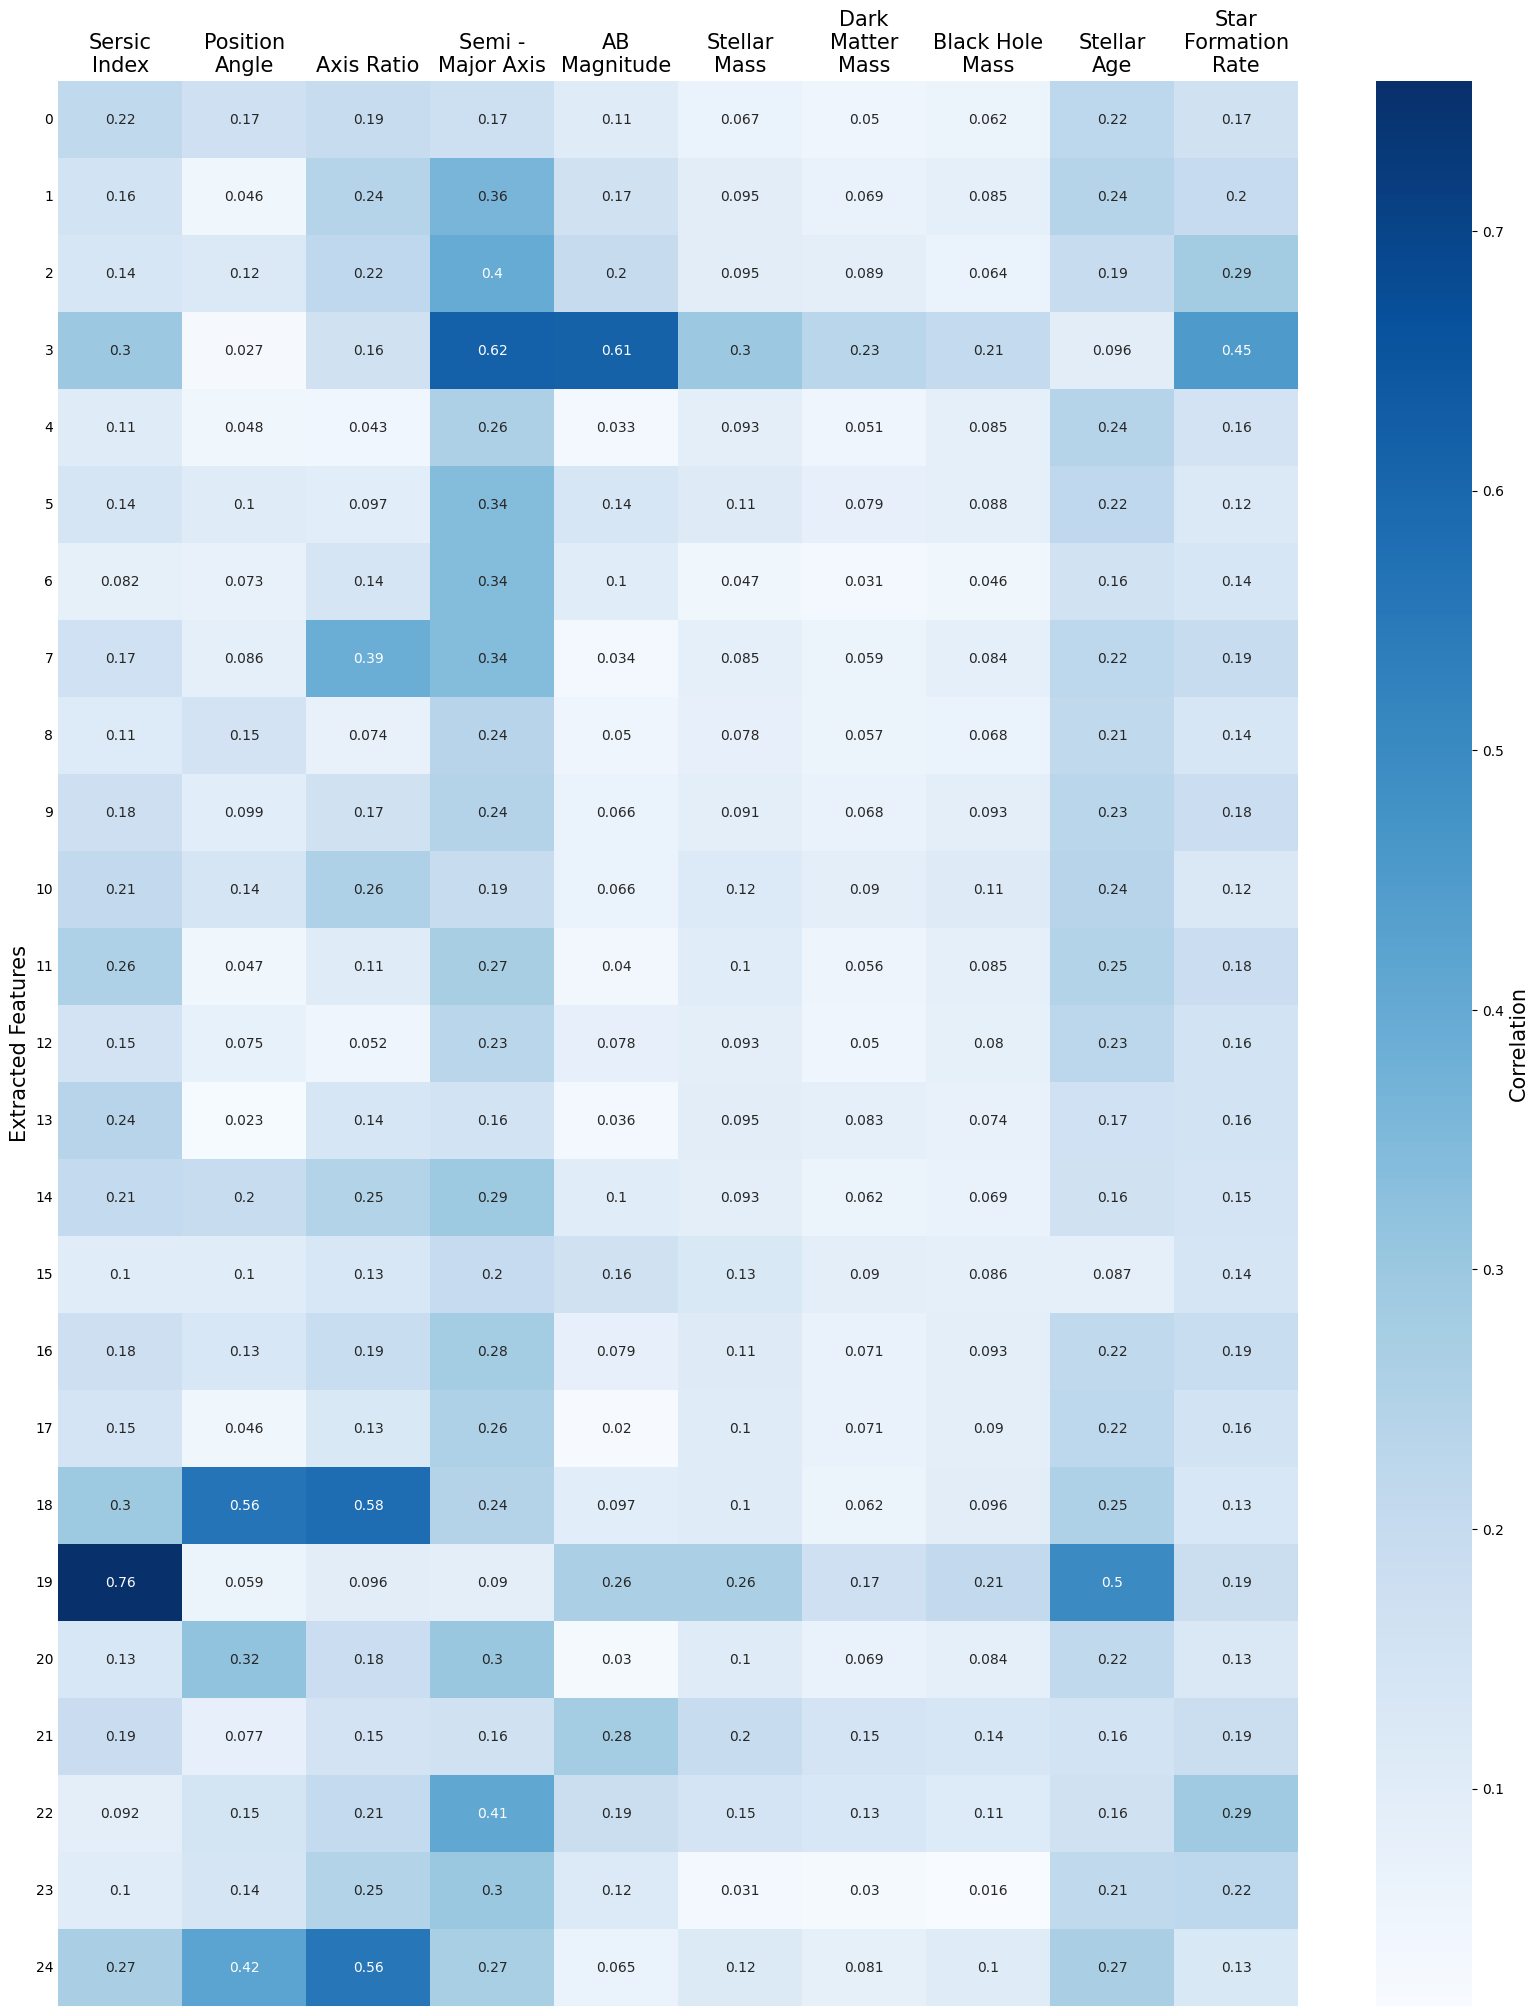 Sersic
Index
Position
Angle
Axis Ratio
Semi -
Major Axis
AB
Magnitude
Stellar
Mass
Dark
Matter
Mass
Black Hole
Mass
Stellar
Age
Star
Formation
Rate
0 0.22 0.17 0.19 0.17 0.11 0.067 0.05 0.062 0.22 0.17
1 0.16 0.046 0.24 0.36 0.17 0.095 0.069 0.085 0.24 0.2
2 0.14 0.12 0.22 0.4 0.2 0.095 0.089 0.064 0.19 0.29
3 0.3 0.027 0.16 0.62 0.61 0.3 0.23 0.21 0.096 0.45
4 0.11 0.048 0.043 0.26 0.033 0.093 0.051 0.085 0.24 0.16
5 0.14 0.1 0.097 0.34 0.14 0.11 0.079 0.088 0.22 0.12
6 0.082 0.073 0.14 0.34 0.1 0.047 0.031 0.046 0.16 0.14
7 0.17 0.086 0.39 0.34 0.034 0.085 0.059 0.084 0.22 0.19
8 0.11 0.15 0.074 0.24 0.05 0.078 0.057 0.068 0.21 0.14
9 0.18 0.099 0.17 0.24 0.066 0.091 0.068 0.093 0.23 0.18
10 0.21 0.14 0.26 0.19 0.066 0.12 0.09 0.11 0.24 0.12
11 0.26 0.047 0.11 0.27 0.04 0.1 0.056 0.085 0.25 0.18
12 0.15 0.075 0.052 0.23 0.078 0.093 0.05 0.08 0.23 0.16
13 0.24 0.023 0.14 0.16 0.036 0.095 0.083 0.074 0.17 0.16
14 0.21 0.2 0.25 0.29 0.1 0.093 0.062 0.069 0.16 0.15
15 0.1 0.1 0.13 0.2 0.16 0.13 0.09 0.086 0.087 0.14
16 0.18 0.13 0.19 0.28 0.079 0.11 0.071 0.093 0.22 0.19
17 0.15 0.046 0.13 0.26 0.02 0.1 0.071 0.09 0.22 0.16
18 0.3 0.56 0.58 0.24 0.097 0.1 0.062 0.096 0.25 0.13
19 0.76 0.059 0.096 0.09 0.26 0.26 0.17 0.21 0.5 0.19
20 0.13 0.32 0.18 0.3 0.03 0.1 0.069 0.084 0.22 0.13
21 0.19 0.077 0.15 0.16 0.28 0.2 0.15 0.14 0.16 0.19
22 0.092 0.15 0.21 0.41 0.19 0.15 0.13 0.11 0.16 0.29
23 0.1 0.14 0.25 0.3 0.12 0.031 0.03 0.016 0.21 0.22
24 0.27 0.42 0.56 0.27 0.065 0.12 0.081 0.1 0.27 0.13
Extracted Features
0.7
0.6
0.5
0.4
0.3
0.2
0.1
Correlation